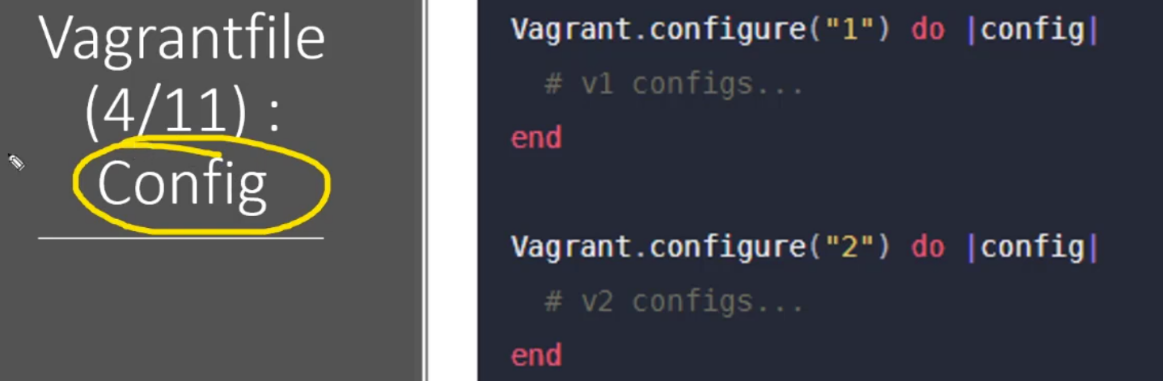 Vagrantfile
(4/11) :
Config
Vagrant.configure("1") do |config|
  # v1 configs...
end
Vagrant.configure("2") do |config|
  # v2 configs...
end